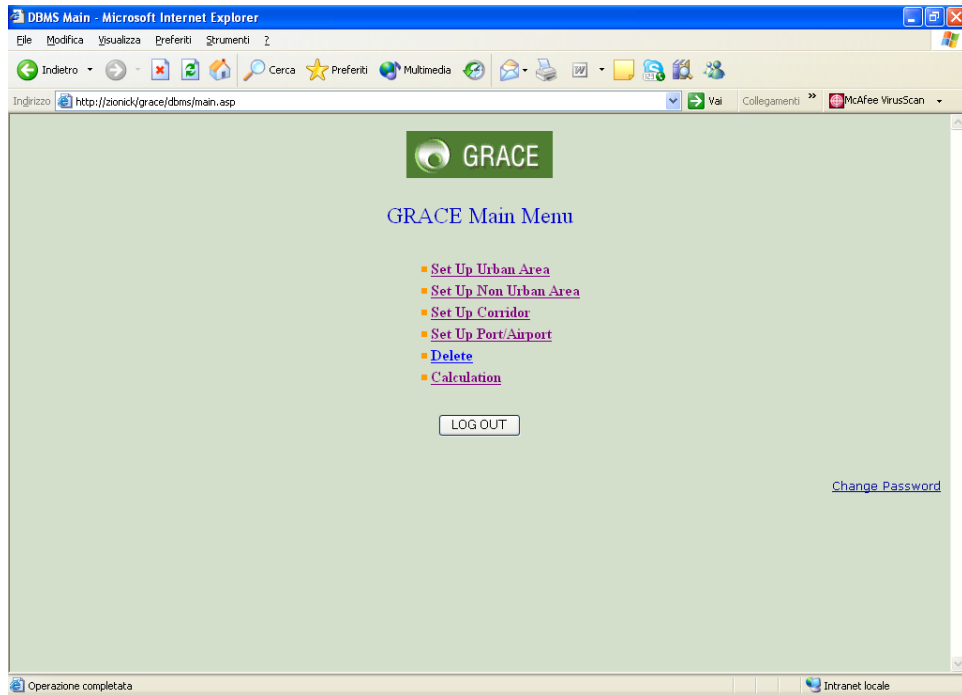 DBMS Main - Microsoft Internet Explorer
File Modifica Visualizza Preferiti Strumenti ?
Indietro Cerca Preferiti Multimedia
Indirizzo http://zionick/grace/dbms/main.asp Vai Collegamenti » McAfee VirusScan
GRACE
GRACE Main Menu
Set Up Urban Area
Set Up Non Urban Area
Set Up Corridor
Set Up Port/Airport
Delete
Calculation
LOG OUT
Change Password
Operazione completata Intranet locale